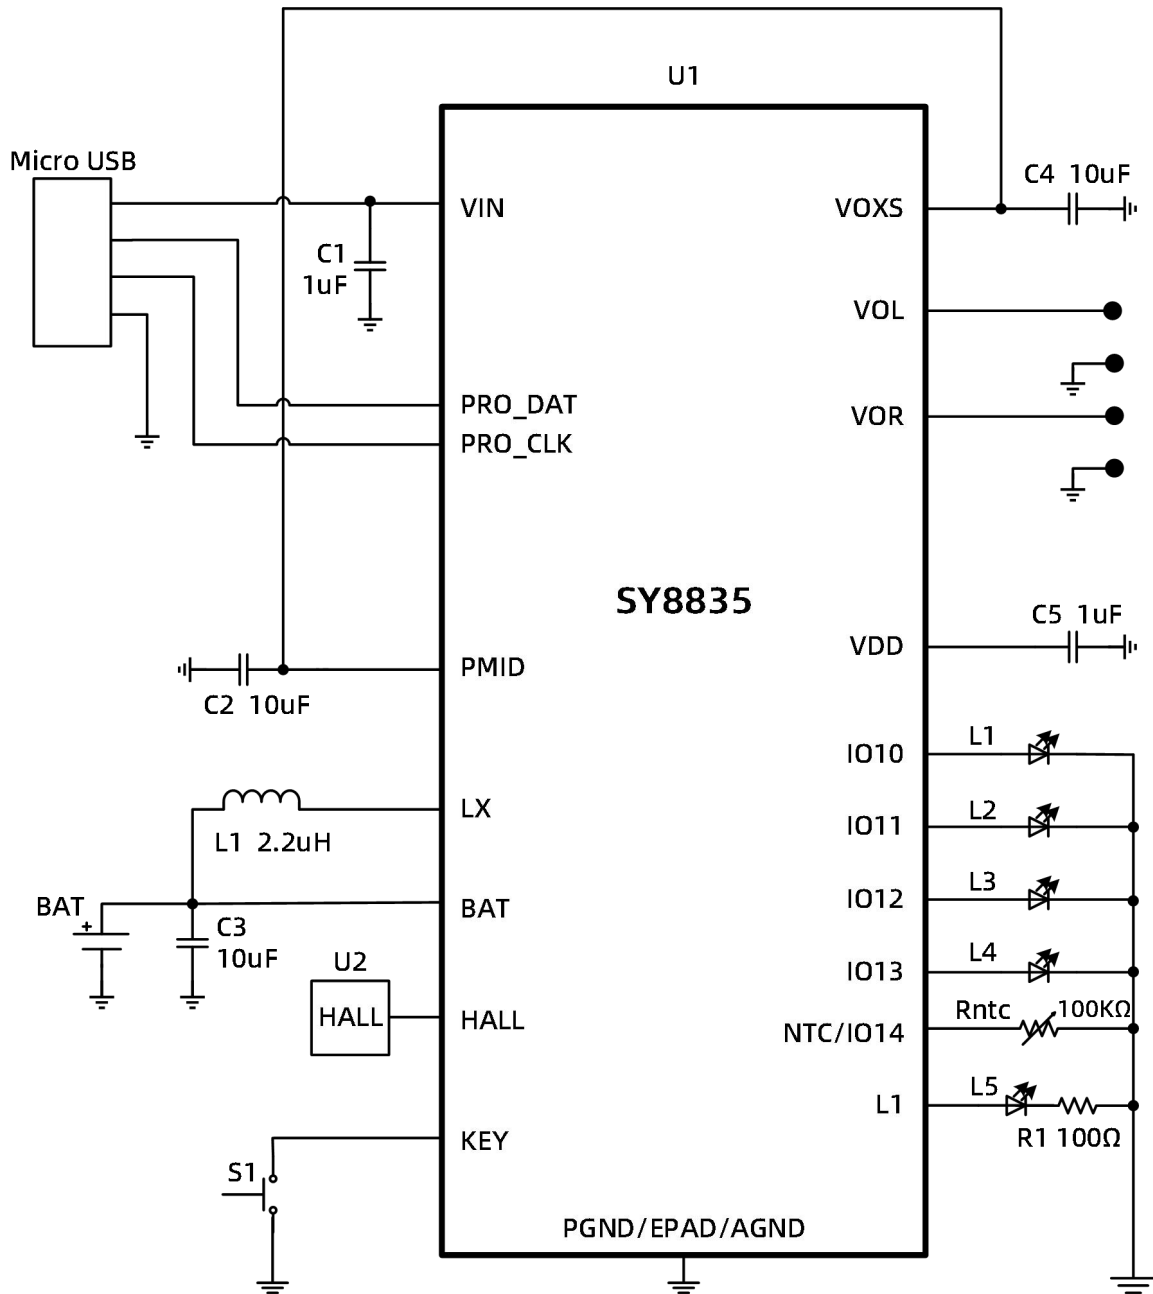 U1
Micro USB
C4 10uF
VIN
VOXS
C1
1uF
VOL
PRO_DAT
VOR
PRO_CLK
SY8835
C5 1uF
VDD
PMID
C2 10uF
L1
IO10
LX
L2
L1 2.2uH
IO11
L3
BAT
+
BAT
IO12
C3
10uF
L4
U2
IO13
HALL
HALL
Rntc 100KΩ
NTC/IO14
L5
L1
R1 100Ω
KEY
S1
PGND/EPAD/AGND